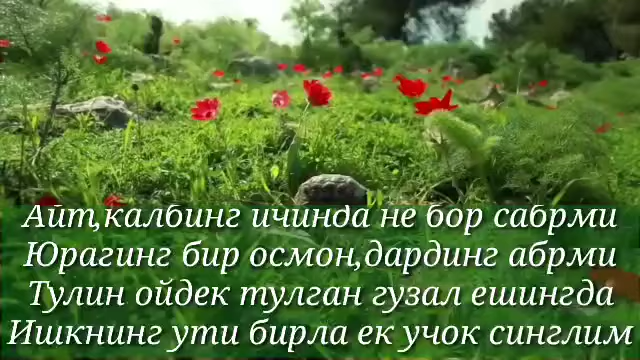 Айт,калбинг ичинда не бор сабрми
Юрагинг бир осмон,дардинг абрми
Тулин ойдек тулган гузал ешингда
Ишкнинг ути бирла ек учок синглим